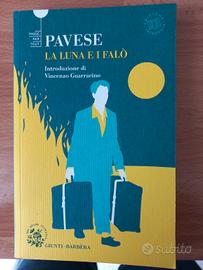 PAVESE
LA LUNA E I FALÒ
Introduzione di
Vincenzo Guarracino
GIUNTI-BARBÈRA
subito